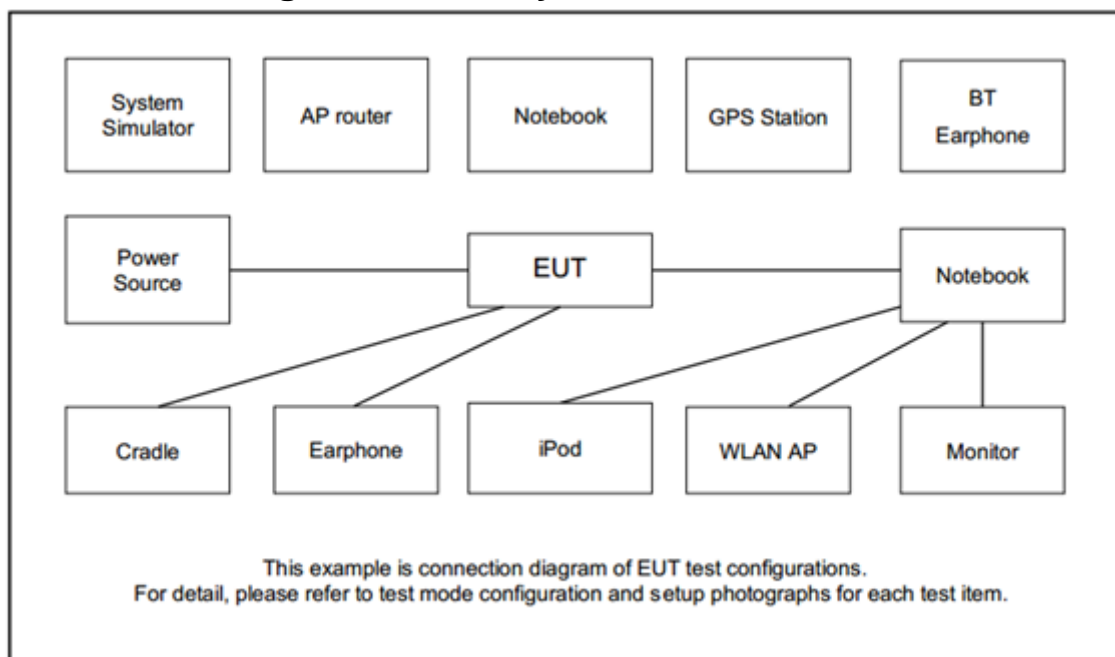 System
Simulator
AP router
Notebook
GPS Station
BT
Earphone
Power
Source
EUT
Notebook
Cradle
Earphone
iPod
WLAN AP
Monitor
This example is connection diagram of EUT test configurations.
For detail, please refer to test mode configuration and setup photographs for each test item.